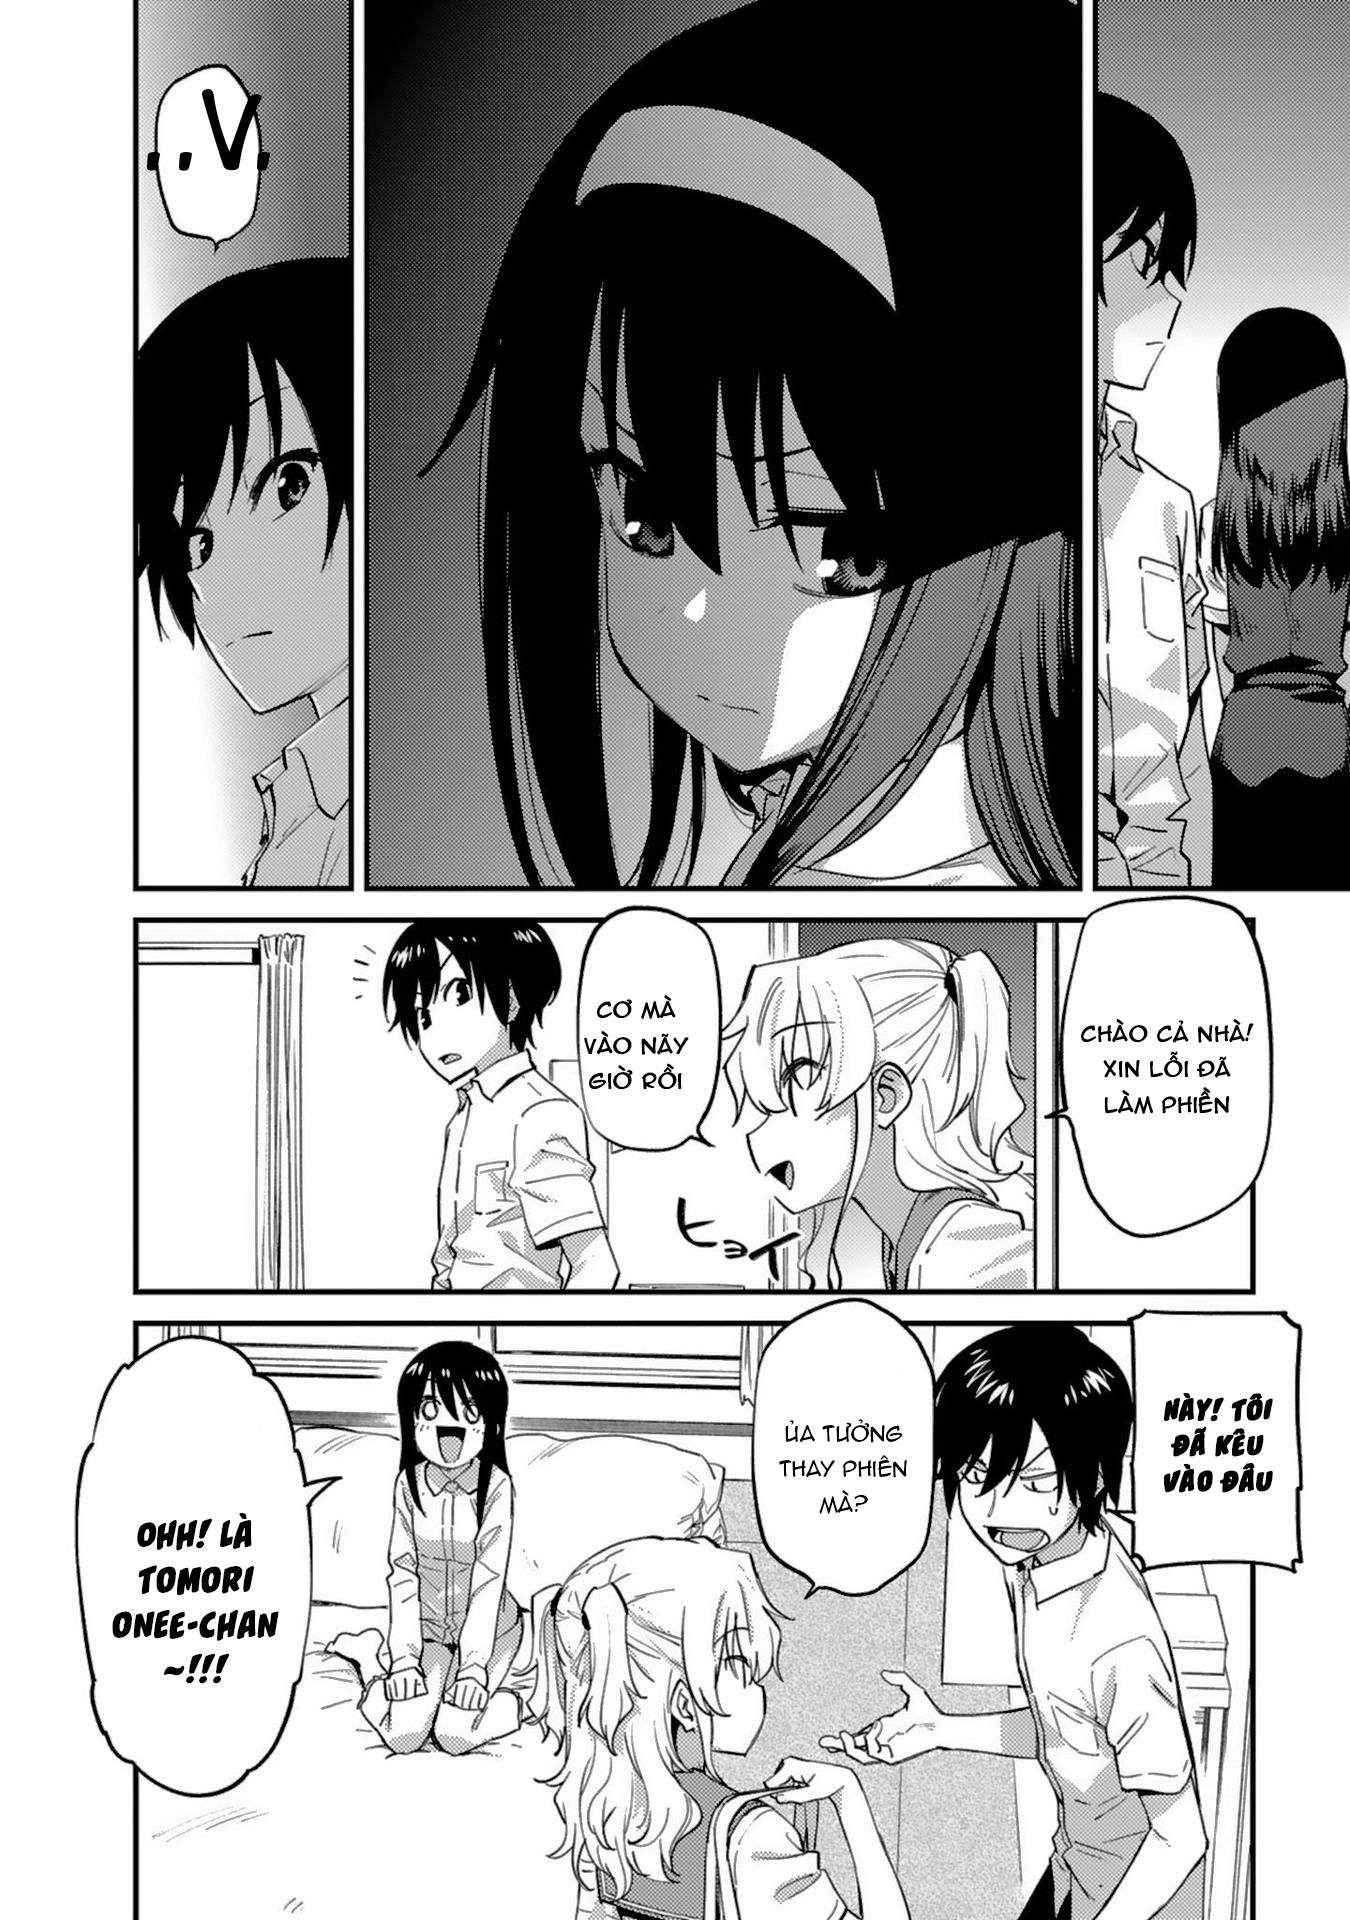 ..V.
CHÀO CẢ NHÀ!
XIN LỖI ĐÃ
LÀM PHIỀN
CƠ MÀ
VÀO NÃY
GIỜ RỒI
ヒョイ
NÀY! TÔI
ĐÃ KÊU
VÀO ĐÂU
ỦA TƯỞNG
THAY PHIÊN
MÀ?
OHH! LÀ
TOMORI
ONEE-CHAN
~!!!